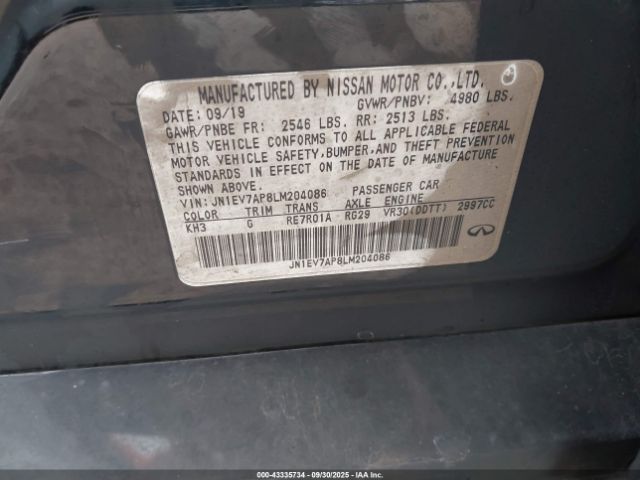 MANUFACTURED BY NISSAN MOTOR CO.,LTD.
DATE: 09/19 GVWR/PNBV: 4980 LBS.
GAWR/PNBE FR: 2546 LBS. RR: 2513 LBS.
THIS VEHICLE CONFORMS TO ALL APPLICABLE FEDERAL
MOTOR VEHICLE SAFETY, BUMPER, AND THEFT PREVENTION
STANDARDS IN EFFECT ON THE DATE OF MANUFACTURE
SHOWN ABOVE.
VIN: JN1EV7AP8LM204086 PASSENGER CAR
COLOR TRIM TRANS AXLE ENGINE
KH3 G RE7R01A RG29 VR30(DDTT) 2997CC
JN1EV7AP8LM204086
000-43335734 - 09/30/2025 - COPYRIGHT IAA, LLC.